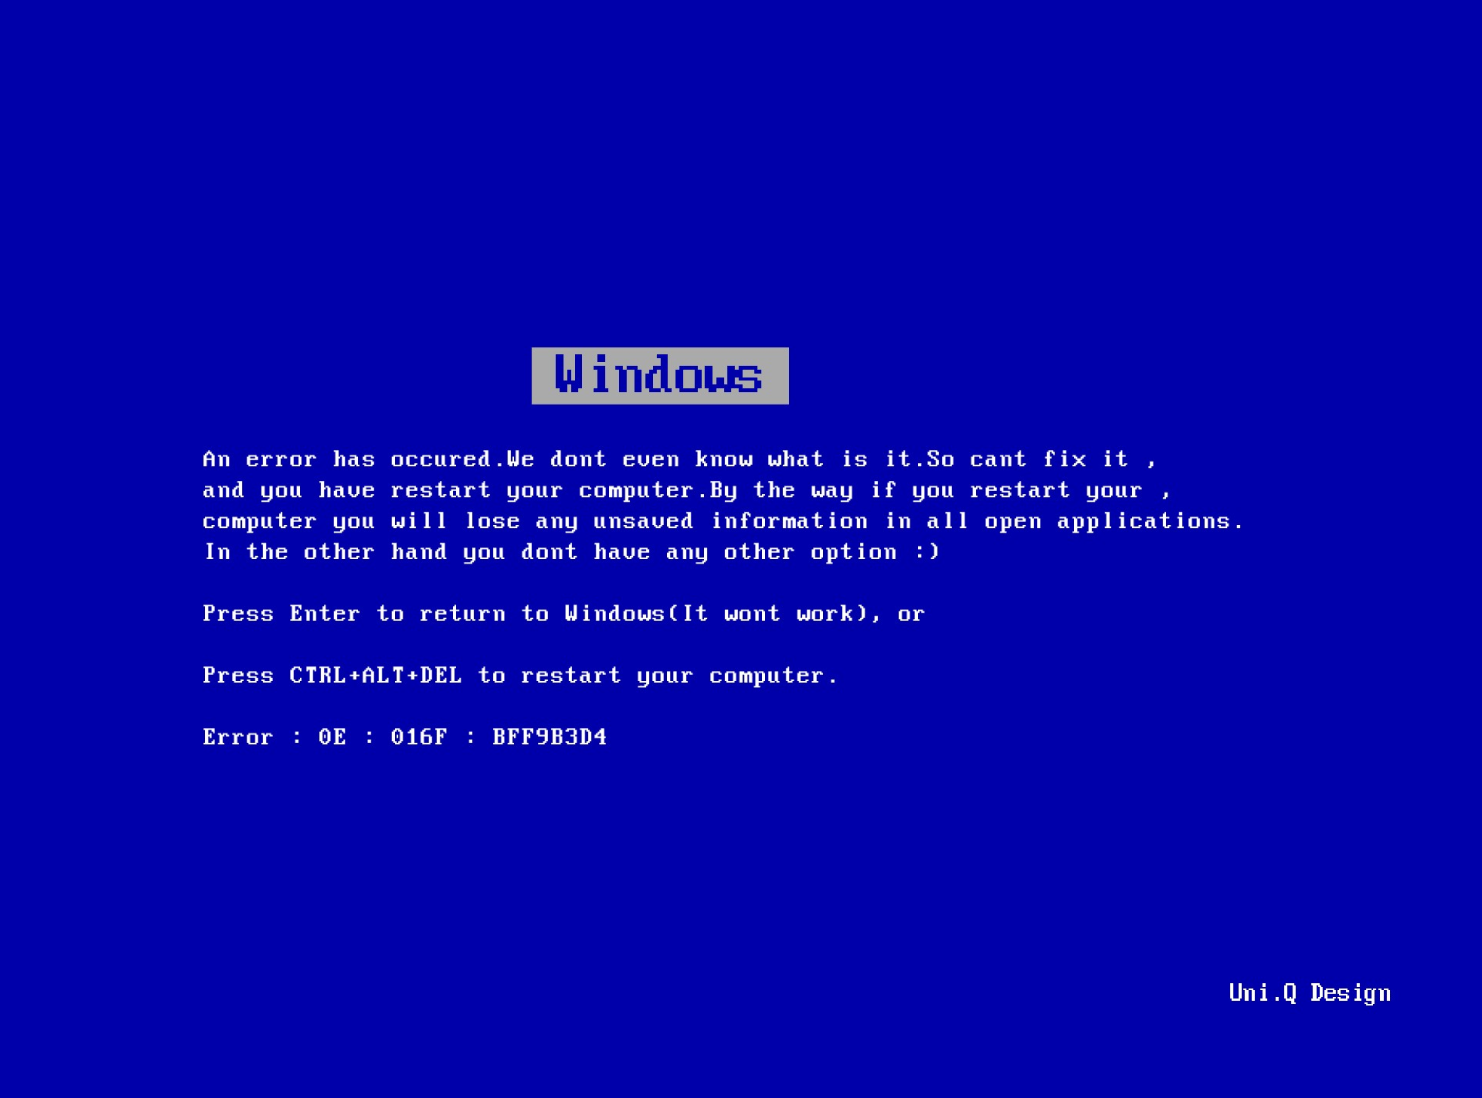 Windows
An error has occured.We dont even know what is it.So cant fix it ,
and you have restart your computer.By the way if you restart your ,
computer you will lose any unsaved information in all open applications.
In the other hand you dont have any other option :)
Press Enter to return to Windows(It wont work), or
Press CTRL+ALT+DEL to restart your computer.
Error : 0E : 016F : BFF9B3D4
Uni.Q Design